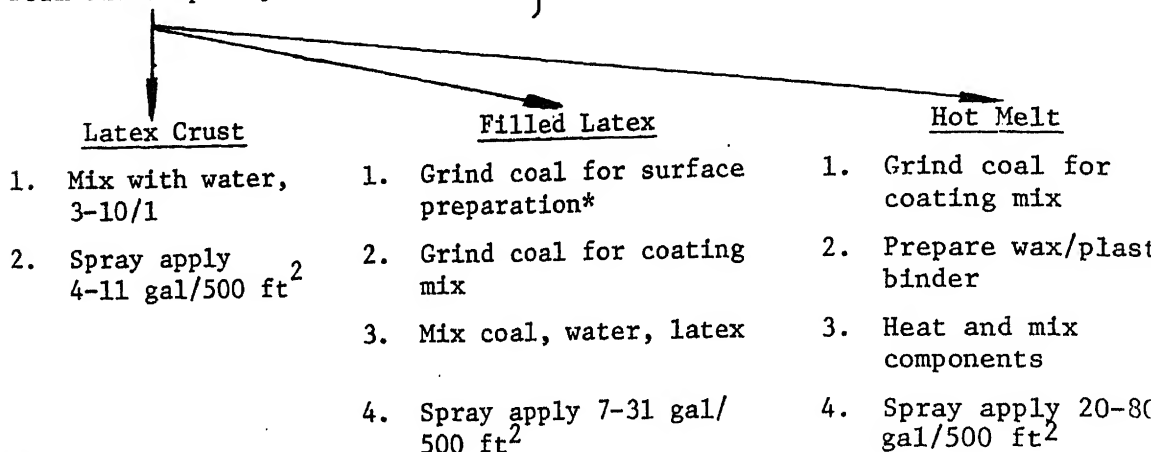 Latex Crust
1. Mix with water,
3-10/1
2. Spray apply
4-11 gal/500 ft2
Filled Latex
1. Grind coal for surface
preparation*
2. Grind coal for coating
mix
3. Mix coal, water, latex
4. Spray apply 7-31 gal/
500 ft2
Hot Melt
1. Grind coal for
coating mix
2. Prepare wax/plast
binder
3. Heat and mix
components
4. Spray apply 20-80
gal/500 ft2